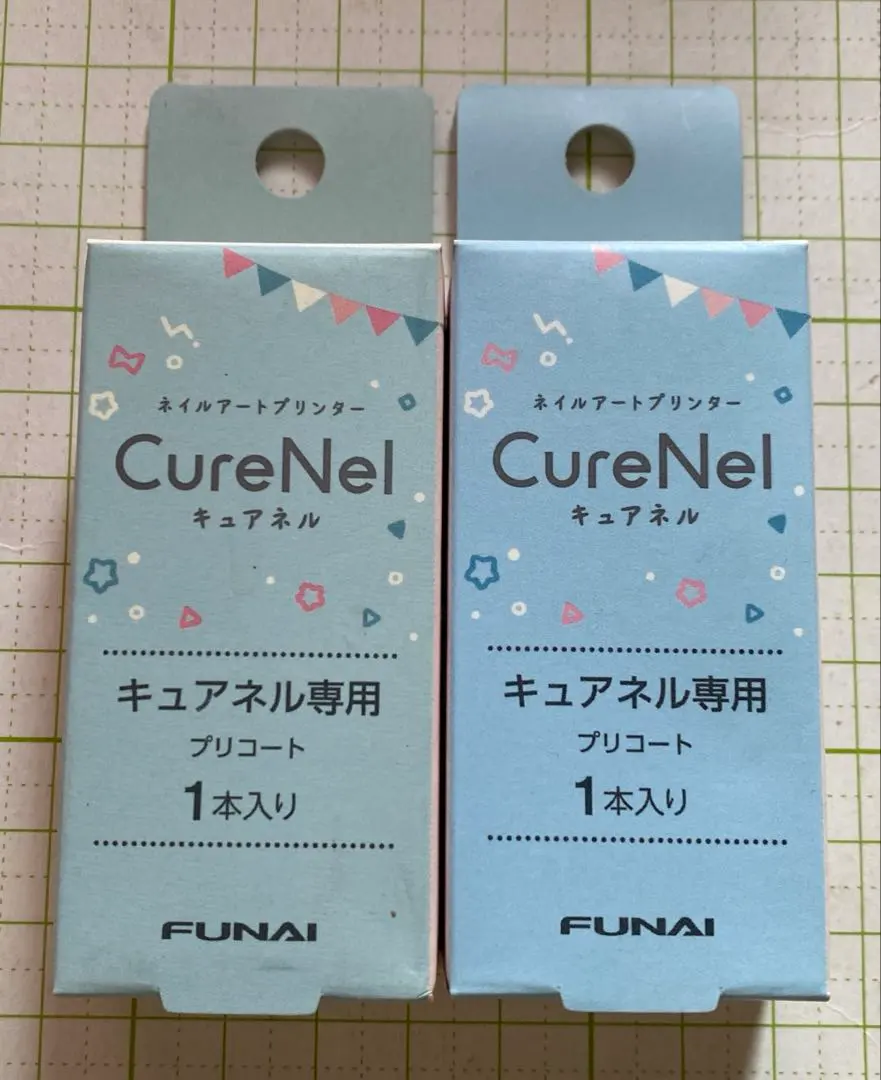 ネイルアートプリンター
CureNel
キュアネル
キュアネル専用
プリコート
1本入り
FUNAI
ネイルアートプリンター
CureNel
キュアネル
キュアネル専用
プリコート
1本入り
FUNAI